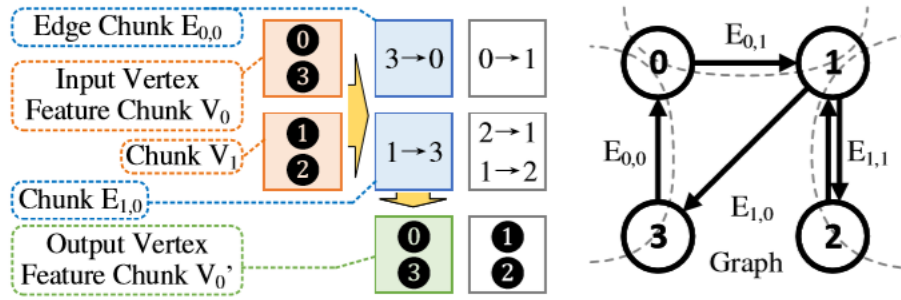 Edge Chunk E0,0
Input Vertex
Feature Chunk V0
Chunk V1
Chunk E1,0
Output Vertex
Feature Chunk V0’
0
3
1
2
3→0
0→1
1→3
2→1
1→2
0
3
1
2
0
E0,1
1
E0,0
E1,1
3
E1,0
2
Graph